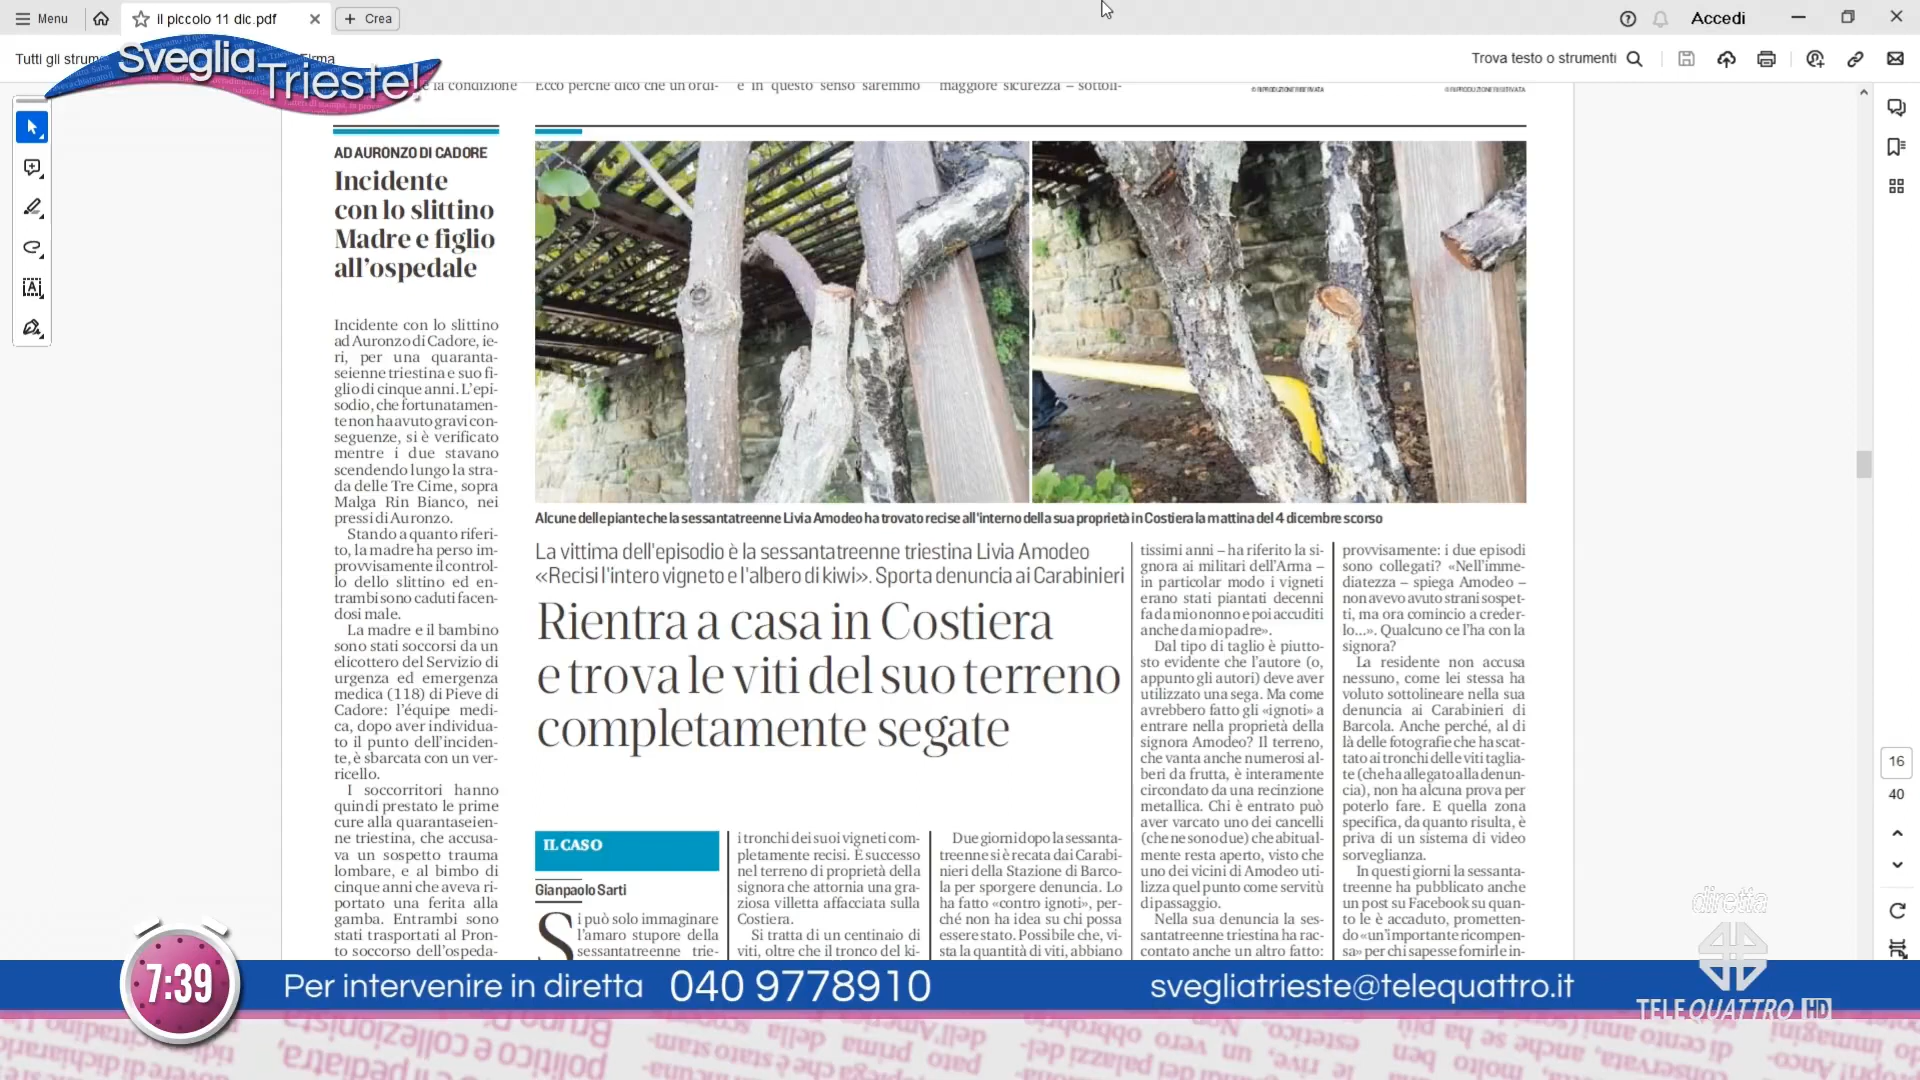 Menu
il piccolo 11 dic.pdf
Crea
Accedi
Tutti gli
Trova testo o strumenti
Sveglia
Trieste!
la condizione
Ecco perché dico che un'ordi-
e in questo senso saremmo
maggiore sicurezza – sottoli-
© RIPRODUZIONE RISERVATA
© RIPRODUZIONE RISERVATA
AD AURONZO DI CADORE
Incidente
con lo slittino
Madre e figlio
all'ospedale
Incidente con lo slittino
ad Auronzo di Cadore, ie-
ri, per una quaranta-
seienne triestina e suo fi-
glio di cinque anni. L'epi-
sodio, che fortunatamen-
te non ha avuto gravi con-
seguenze, si è verificato
mentre i due stavano
scendendo lungo la stra-
da delle Tre Cime, sopra
Malga Rin Bianco, nei
pressi di Auronzo.
Stando a quanto riferi-
to, la madre ha perso im-
provvisamente il control-
lo dello slittino ed en-
trambi sono caduti facen-
dosi male.
La madre e il bambino
sono stati soccorsi da un
elicottero del Servizio di
urgenza ed emergenza
medica (118) di Pieve di
Cadore: l'équipe medi-
ca, dopo aver individua-
to il punto dell'inciden-
te, è sbarcata con un ver-
ricello.
I soccorritori hanno
quindi prestato le prime
cure alla quarantaseien-
ne triestina, che accusa-
va un sospetto trauma
lombare, e al bimbo di
cinque anni che aveva ri-
portato una ferita alla
gamba. Entrambi sono
stati trasportati al Pron-
to soccorso dell'ospeda-
Alcune delle piante che la sessantatreenne Livia Amodeo ha trovato recise all'interno della sua proprietà in Costiera la mattina del 4 dicembre scorso
La vittima dell'episodio è la sessantatreenne triestina Livia Amodeo
«Recisi l'intero vigneto e l'albero di kiwi». Sporta denuncia ai Carabinieri
Rientra a casa in Costiera
e trova le viti del suo terreno
completamente segate
IL CASO
Gianpaolo Sarti
Si può solo immaginare
l'amaro stupore della
sessantatreenne trie-
i tronchi dei suoi vigneti com-
pletamente recisi. È successo
nel terreno di proprietà della
signora che attornia una gra-
ziosa villetta affacciata sulla
Costiera.
Si tratta di un centinaio di
viti, oltre che il tronco del ki-
Due giorni dopo la sessanta-
treenne si è recata dai Carabi-
nieri della Stazione di Barco-
la per sporgere denuncia. Lo
ha fatto «contro ignoti», per-
ché non ha idea su chi possa
essere stato. Possibile che, vi-
sta la quantità di viti, abbiano
tissimi anni – ha riferito la si-
gnora ai militari dell'Arma –
in particolar modo i vigneti
erano stati piantati decenni
fa da mio nonno e poi accuditi
anche da mio padre».
Dal tipo di taglio è piutto-
sto evidente che l'autore (o,
appunto gli autori) deve aver
utilizzato una sega. Ma come
avrebbero fatto gli «ignoti» a
entrare nella proprietà della
signora Amodeo? Il terreno,
che vanta anche numerosi al-
beri da frutta, è interamente
circondato da una recinzione
metallica. Chi è entrato può
aver varcato uno dei cancelli
(che ne sono due) che abitual-
mente resta aperto, visto che
uno dei vicini di Amodeo uti-
lizza quel punto come servitù
di passaggio.
Nella sua denuncia la ses-
santatreenne triestina ha rac-
contato anche un altro fatto:
provvisamente: i due episodi
sono collegati? «Nell'imme-
diatezza – spiega Amodeo –
non avevo avuto strani sospet-
ti, ma ora comincio a creder-
lo...». Qualcuno ce l'ha con la
signora?
La residente non accusa
nessuno, come lei stessa ha
voluto sottolineare nella sua
denuncia ai Carabinieri di
Barcola. Anche perché, al di
là delle fotografie che ha scat-
tato ai tronchi delle viti taglia-
te (che ha allegato alla denun-
cia), non ha alcuna prova per
poterlo fare. E quella zona
specifica, da quanto risulta, è
priva di un sistema di video
sorveglianza.
In questi giorni la sessanta-
treenne ha pubblicato anche
un post su Facebook su quan-
to le è accaduto, prometten-
do «un'importante ricompen-
sa» per chi sapesse fornirle in-
16
40
diretta
TELEQUATTRO HD
7:39
Per intervenire in diretta 040 9778910
svegliatrieste@telequattro.it